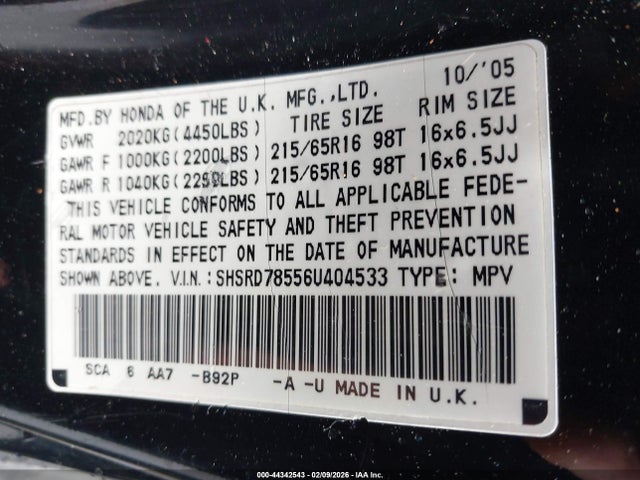 MFD.BY HONDA OF THE U.K. MFG.,LTD. 10/'05
GVWR 2020KG(4450LBS) TIRE SIZE RIM SIZE
GAWR F 1000KG(2200LBS) 215/65R16 98T 16x6.5JJ
GAWR R 1040KG(2290LBS) 215/65R16 98T 16x6.5JJ
THIS VEHICLE CONFORMS TO ALL APPLICABLE FEDE-
RAL MOTOR VEHICLE SAFETY AND THEFT PREVENTION
STANDARDS IN EFFECT ON THE DATE OF MANUFACTURE
SHOWN ABOVE. V.I.N.:SHSRD78556U404533 TYPE: MPV
SCA 6 AA7 -B92P -A -U MADE IN U.K.
000-44342543 - 02/09/2026 - IAA Inc.